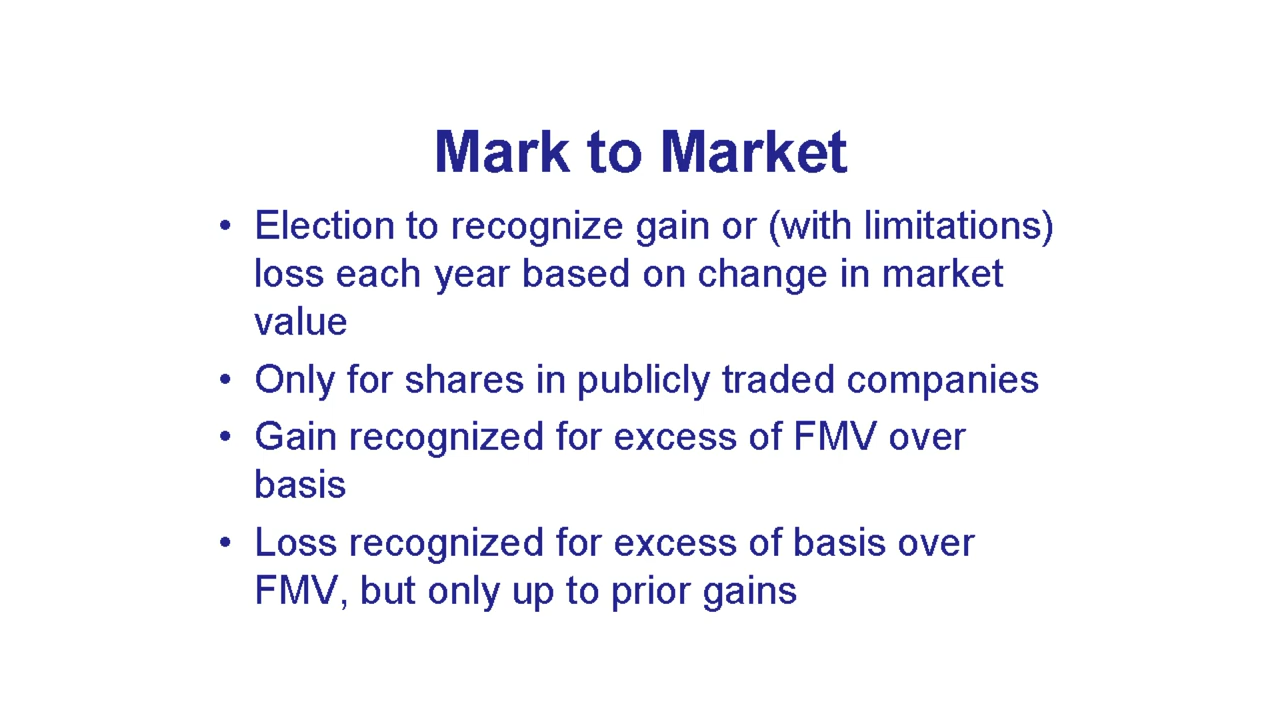 Mark to Market
• Election to recognize gain or (with limitations)
loss each year based on change in market
value
• Only for shares in publicly traded companies
• Gain recognized for excess of FMV over
basis
• Loss recognized for excess of basis over
FMV, but only up to prior gains